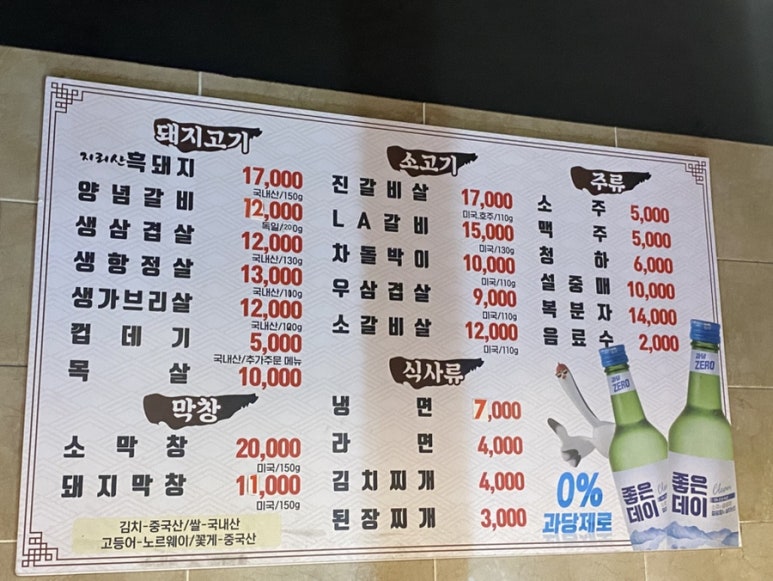 돼지고기
지리산흑돼지 17,000
국내산/150g
양념갈비 12,000
독일/200g
생삼겹살 12,000
국내산/130g
생항정살 13,000
국내산/100g
생가브리살 12,000
국내산/100g
껍데기 5,000
국내산/추가주문 메뉴
목살 10,000
막창
소막창 20,000
미국/150g
돼지막창 11,000
미국/150g
김치-중국산/쌀-국내산
고등어-노르웨이/꽃게-중국산
소고기
진갈비살 17,000
미국,호주/110g
LA갈비 15,000
미국/130g
차돌박이 10,000
미국/110g
우삼겹살 9,000
미국/110g
소갈비살 12,000
미국/110g
식사류
냉면 7,000
라면 4,000
김치찌개 4,000
된장찌개 3,000
주류
소주 5,000
맥주 5,000
청하 6,000
설중매 10,000
복분자 14,000
음료수 2,000
0%
과당제로
과당
ZERO
좋은
데이
과당
ZERO
좋은
데이